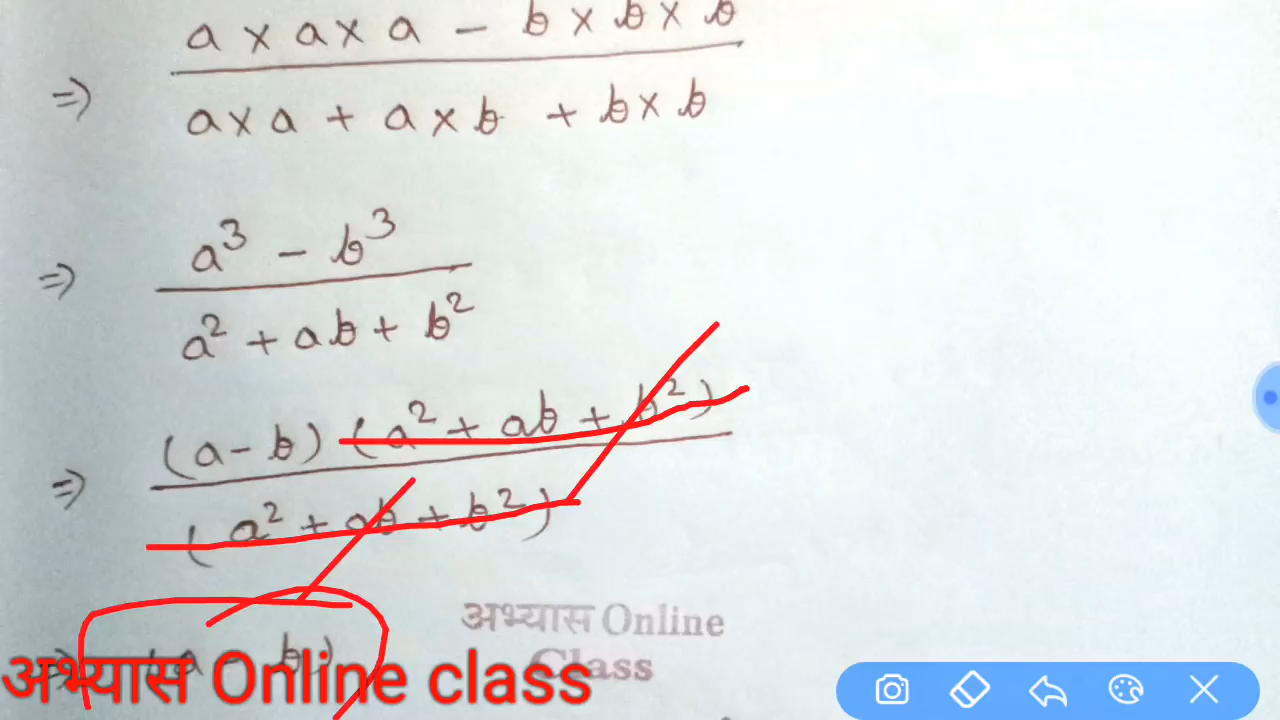 a × a × a − b × b × b
⇒
a × a + a × b + b × b
a³ − b³
⇒
a² + ab + b²
(a − b) (a² + ab + b²)
⇒
(a² + ab + b²)
अभ्यास Online
Class
⇒ (a − b)
अभ्यास Online class